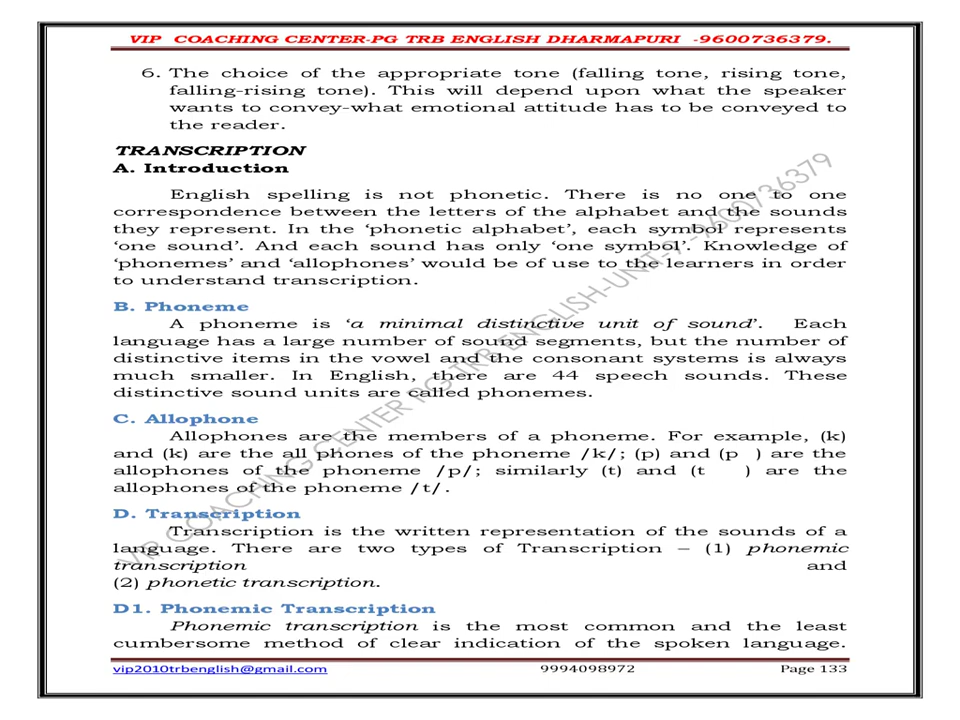 VIP COACHING CENTER-PG TRB ENGLISH DHARMAPURI -9600736379.
6. The choice of the appropriate tone (falling tone, rising tone,
falling-rising tone). This will depend upon what the speaker
wants to convey-what emotional attitude has to be conveyed to
the reader.
TRANSCRIPTION
A. Introduction
English spelling is not phonetic. There is no one to one
correspondence between the letters of the alphabet and the sounds
they represent. In the ‘phonetic alphabet’, each symbol represents
‘one sound’. And each sound has only ‘one symbol’. Knowledge of
‘phonemes’ and ‘allophones’ would be of use to the learners in order
to understand transcription.
B. Phoneme
A phoneme is ‘a minimal distinctive unit of sound’. Each
language has a large number of sound segments, but the number of
distinctive items in the vowel and the consonant systems is always
much smaller. In English, there are 44 speech sounds. These
distinctive sound units are called phonemes.
C. Allophone
Allophones are the members of a phoneme. For example, (k)
and (k) are the all phones of the phoneme /k/; (p) and (p ) are the
allophones of the phoneme /p/; similarly (t) and (t ) are the
allophones of the phoneme /t/.
D. Transcription
Transcription is the written representation of the sounds of a
language. There are two types of Transcription – (1) phonemic
transcription and
(2) phonetic transcription.
D1. Phonemic Transcription
Phonemic transcription is the most common and the least
cumbersome method of clear indication of the spoken language.
vip2010trbenglish@gmail.com 9994098972 Page 133
VIP COACHING CENTER PG-TRB-ENGLISH-UNIT-9-9600736379